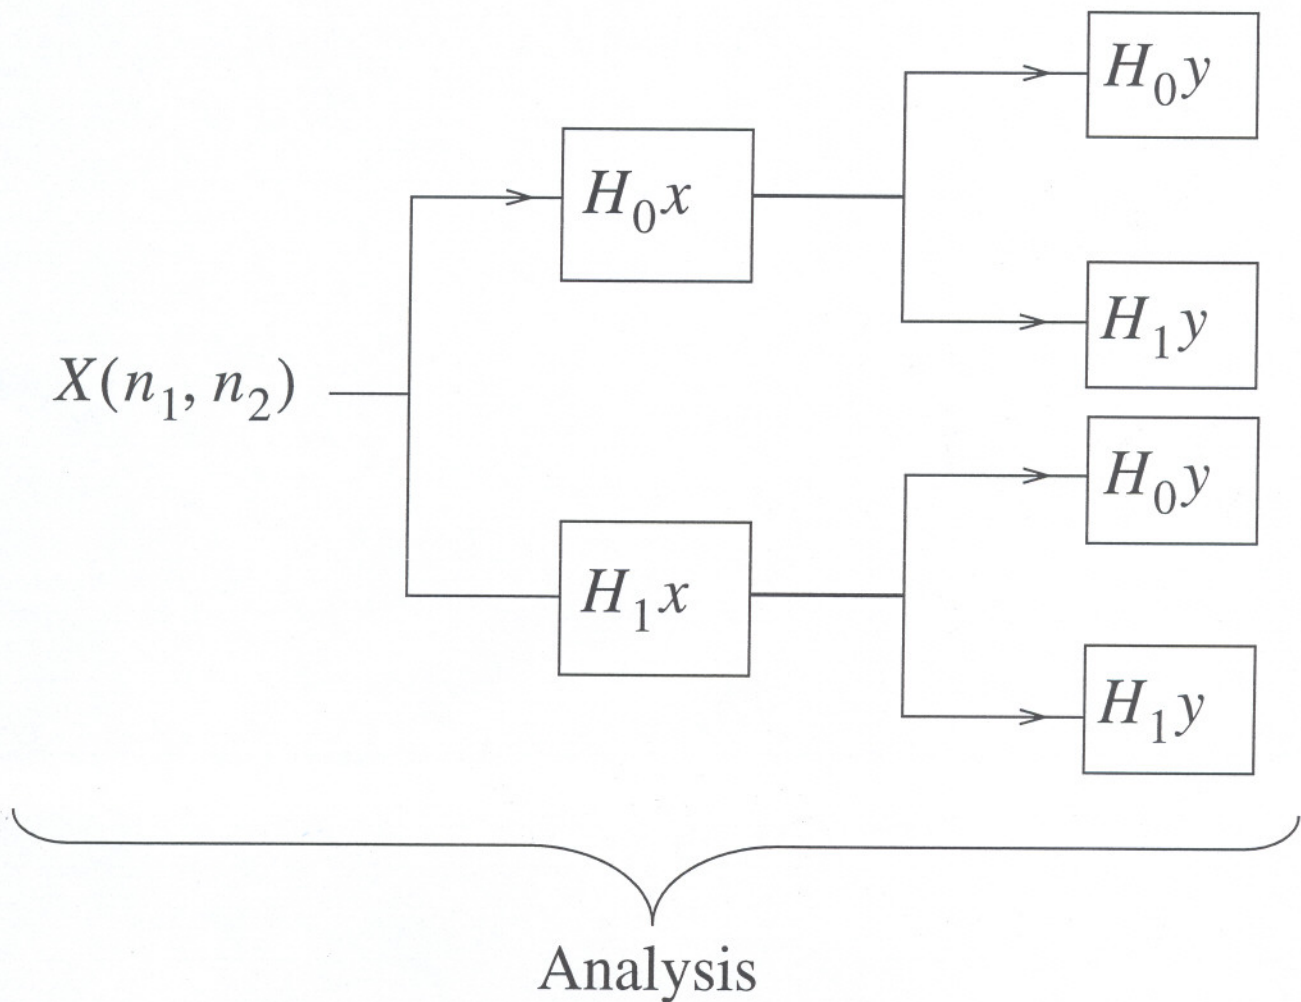 H₀y
H₀x
H₁y
X(n₁, n₂)
H₀y
H₁x
H₁y
Analysis